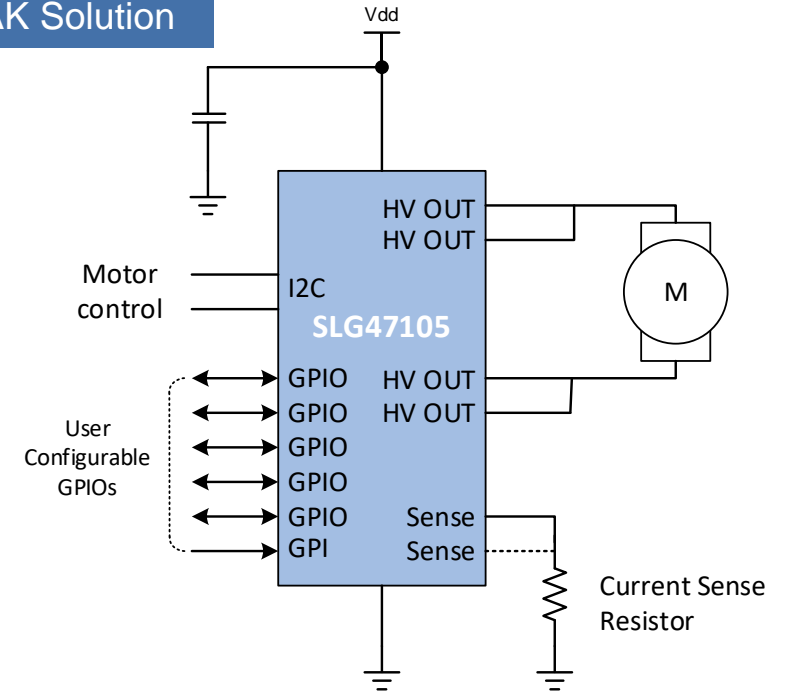 AK Solution
Vdd
HV OUT
HV OUT
Motor
control
I2C
M
SLG47105
GPIO
HV OUT
GPIO
HV OUT
User
Configurable
GPIOs
GPIO
GPIO
GPIO
Sense
GPI
Sense
Current Sense
Resistor